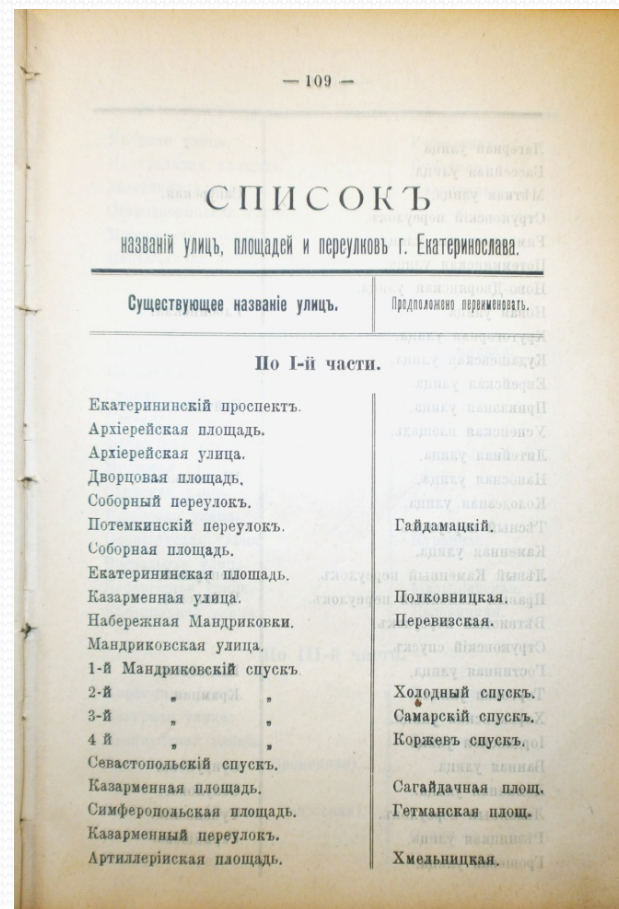 — 109 —
СПИСОКЪ
названій улицъ, площадей и переулковъ г. Екатеринослава.
Существующее названіе улицъ. Предположено переименовать.
По I-й части.
Екатерининскій проспектъ.
Архіерейская площадь.
Архіерейская улица.
Дворцовая площадь.
Соборный переулокъ.
Потемкинскій переулокъ. Гайдамацкій.
Соборная площадь.
Екатерининская площадь.
Казарменная улица. Полковницкая.
Набережная Мандриковки. Перевизская.
Мандриковская улица.
1-й Мандриковскій спускъ
2-й „ „ Холодный спускъ.
3-й „ „ Самарскій спускъ.
4 й „ „ Коржевъ спускъ.
Севастопольскій спускъ.
Казарменная площадь. Сагайдачная площ.
Симферопольская площадь. Гетманская площ.
Казарменный переулокъ.
Артиллерійская площадь. Хмельницкая.